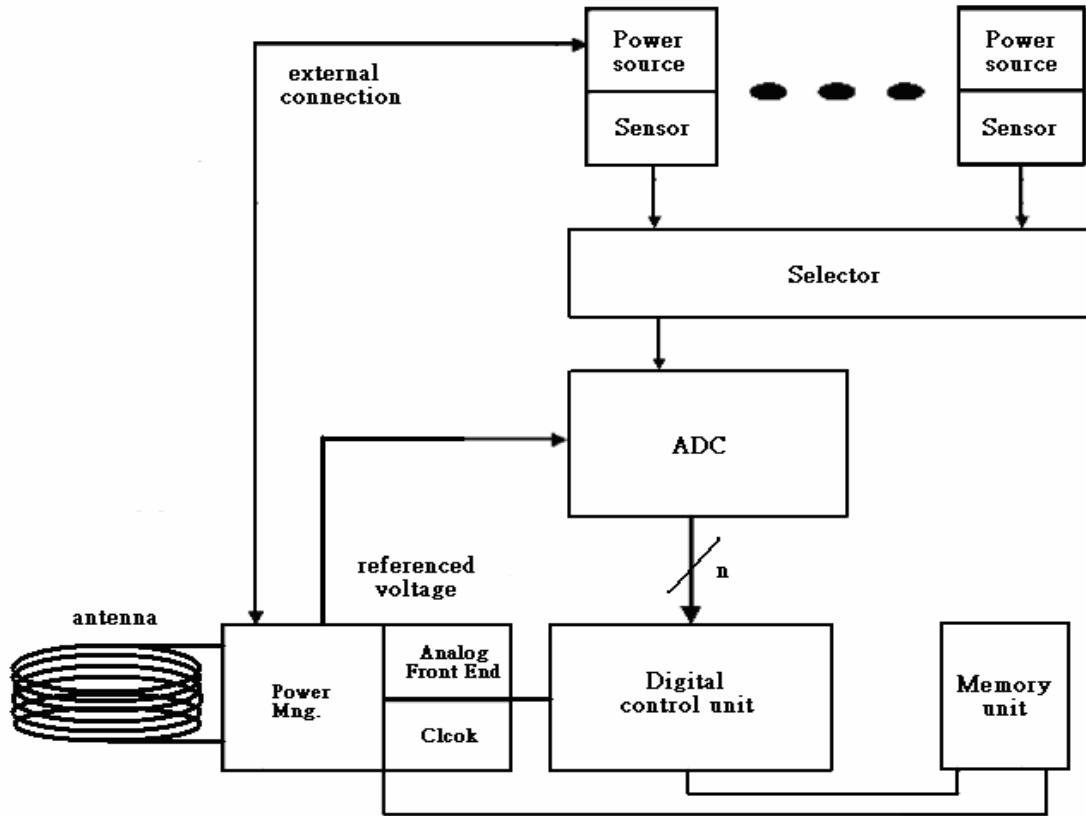 Power
source
Power
source
external
connection
Sensor
Sensor
Selector
ADC
n
referenced
voltage
antenna
Analog
Front End
Power
Mng.
Digital
control unit
Memory
unit
Clcok